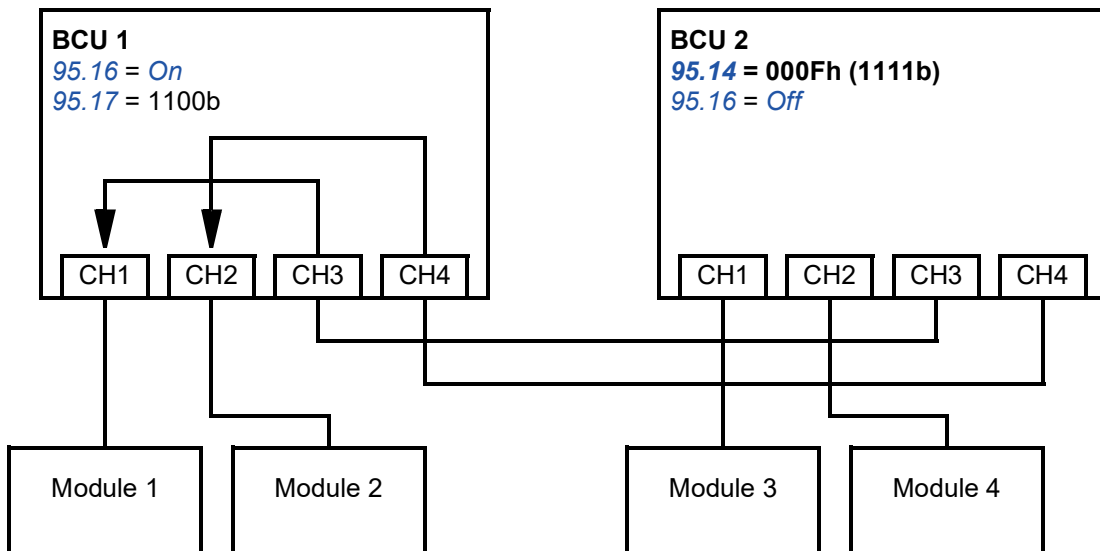 BCU 1
95.16 = On
95.17 = 1100b
CH1 CH2 CH3 CH4
BCU 2
95.14 = 000Fh (1111b)
95.16 = Off
CH1 CH2 CH3 CH4
Module 1 Module 2 Module 3 Module 4